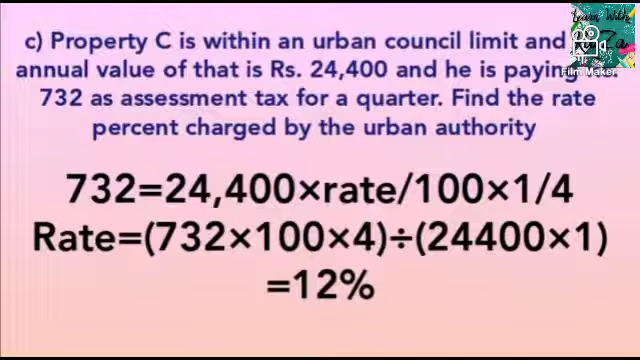 c) Property C is within an urban council limit and
annual value of that is Rs. 24,400 and he is paying
732 as assessment tax for a quarter. Find the rate
percent charged by the urban authority
732=24,400×rate/100×1/4
Rate=(732×100×4)÷(24400×1)
=12%
Learn With
Film Maker